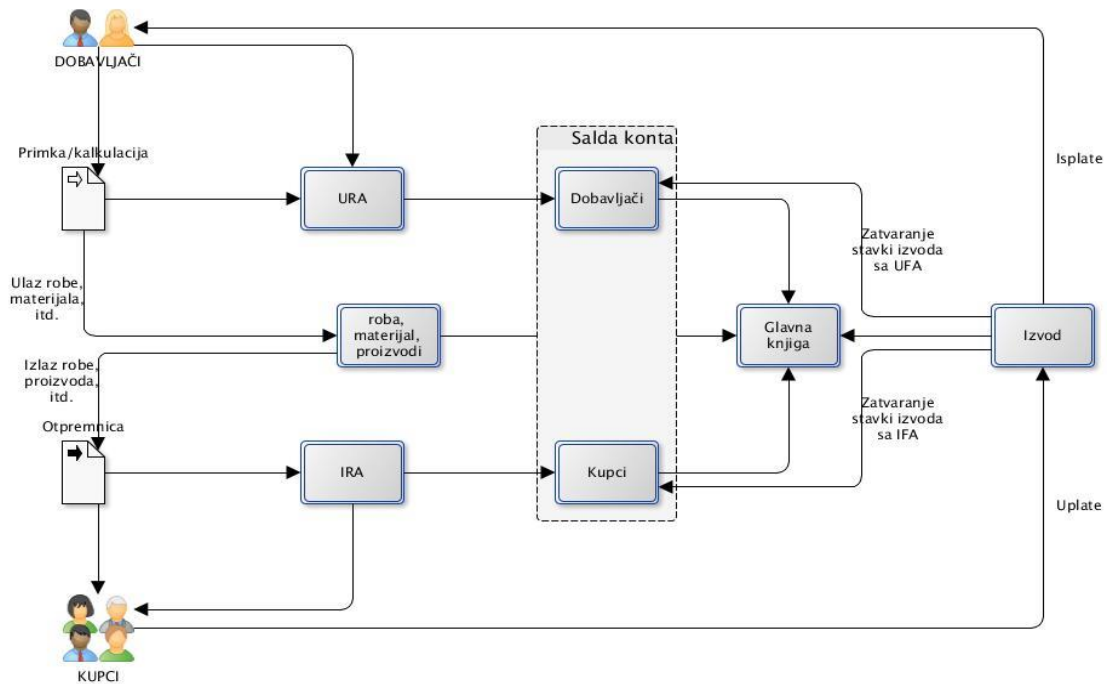 DOBAVLJAČI
Salda konta
Primka/kalkulacija
Isplate
URA
Dobavljači
Zatvaranje
stavki izvoda
sa UFA
Ulaz robe,
materijala,
itd.
roba,
materijal,
proizvodi
Glavna
knjiga
Izvod
Izlaz robe,
proizvoda,
itd.
Zatvaranje
stavki izvoda
sa IFA
Otpremnica
IRA
Kupci
Uplate
KUPCI